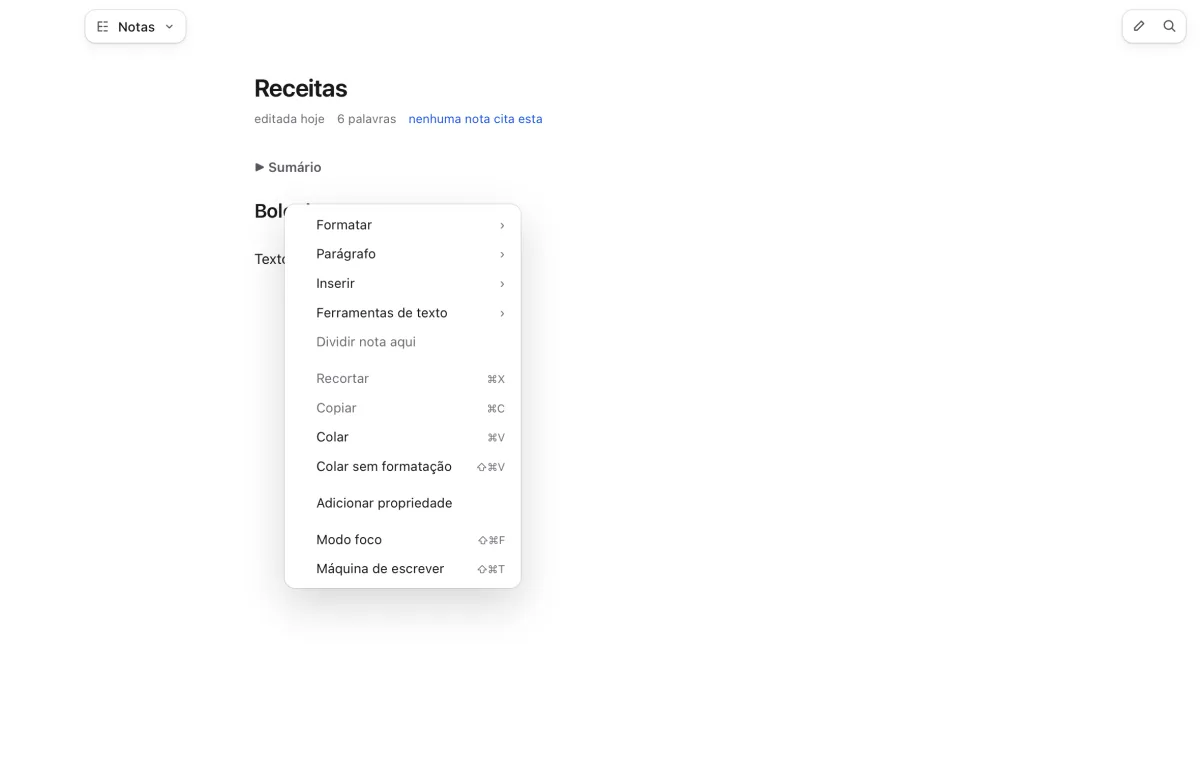 Notas
Receitas
editada hoje 6 palavras nenhuma nota cita esta
Sumário
Formatar
Parágrafo
Inserir
Ferramentas de texto
Dividir nota aqui
Recortar ⌘X
Copiar ⌘C
Colar ⌘V
Colar sem formatação ⇧⌘V
Adicionar propriedade
Modo foco ⇧⌘F
Máquina de escrever ⇧⌘T